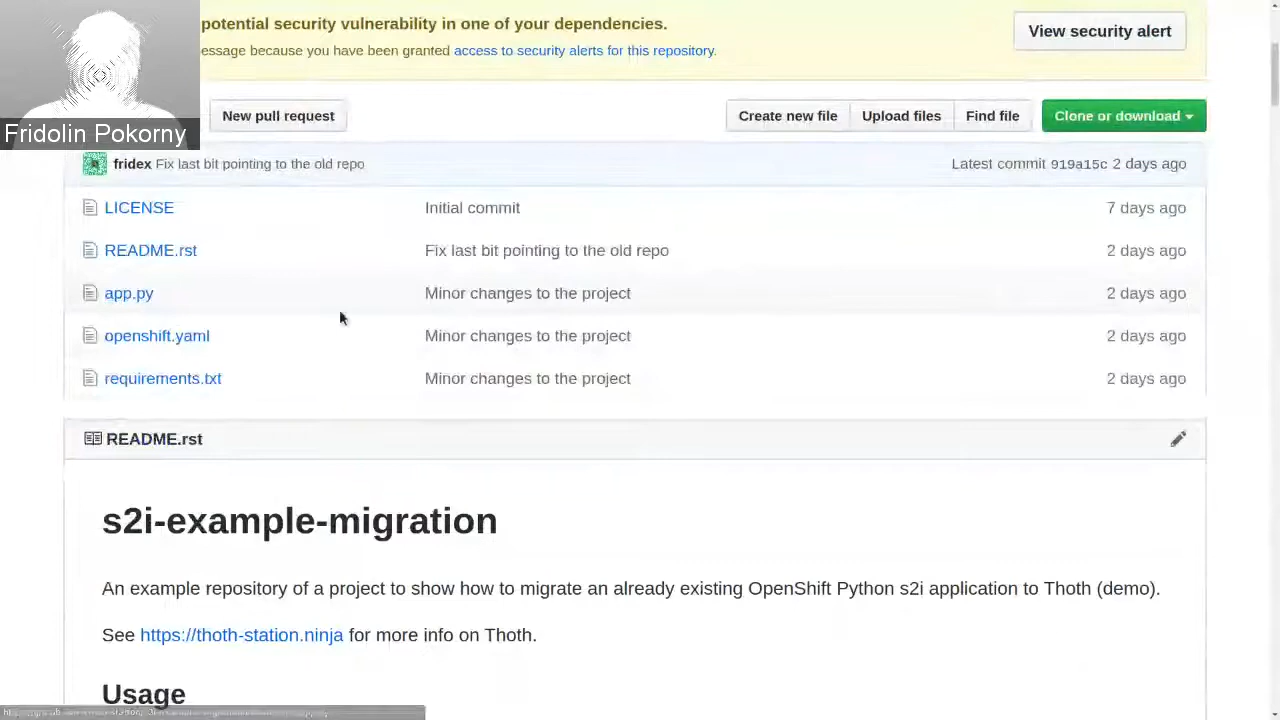 potential security vulnerability in one of your dependencies.
essage because you have been granted access to security alerts for this repository.
View security alert
Fridolin Pokorny
New pull request
Create new file
Upload files
Find file
Clone or download
fridex Fix last bit pointing to the old repo
Latest commit 919a15c 2 days ago
LICENSE Initial commit 7 days ago
README.rst Fix last bit pointing to the old repo 2 days ago
app.py Minor changes to the project 2 days ago
openshift.yaml Minor changes to the project 2 days ago
requirements.txt Minor changes to the project 2 days ago
README.rst
s2i-example-migration
An example repository of a project to show how to migrate an already existing OpenShift Python s2i application to Thoth (demo).
See https://thoth-station.ninja for more info on Thoth.
Usage